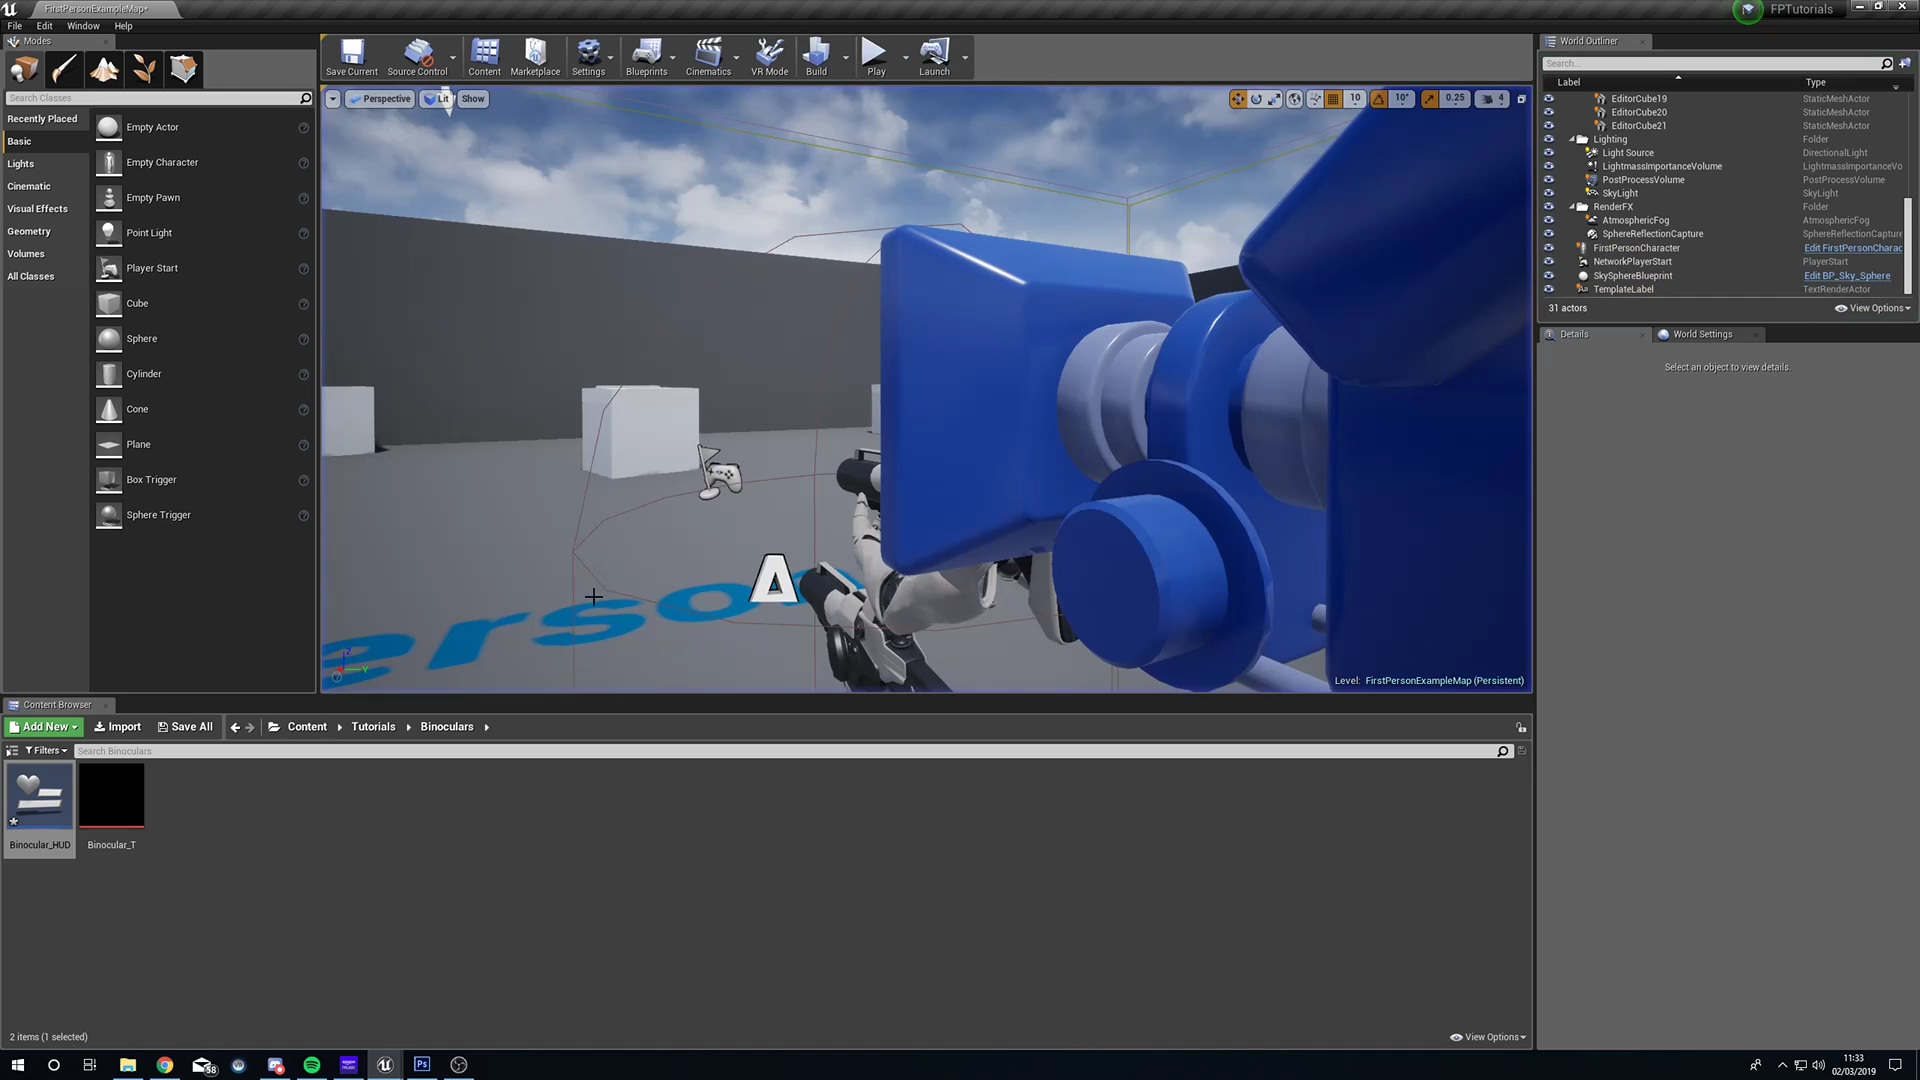 FirstPersonExampleMap*
FPTutorials
File Edit Window Help
Modes
Search Classes
Recently Placed
Basic
Lights
Cinematic
Visual Effects
Geometry
Volumes
All Classes
Empty Actor
Empty Character
Empty Pawn
Point Light
Player Start
Cube
Sphere
Cylinder
Cone
Plane
Box Trigger
Sphere Trigger
Save Current
Source Control
Content
Marketplace
Settings
Blueprints
Cinematics
VR Mode
Build
Play
Launch
Perspective
Lit
Show
10
10°
0.25
4
erson
Level: FirstPersonExampleMap (Persistent)
World Outliner
Search...
Label Type
EditorCube19 StaticMeshActor
EditorCube20 StaticMeshActor
EditorCube21 StaticMeshActor
Lighting Folder
Light Source DirectionalLight
LightmassImportanceVolume LightmassImportanceVo
PostProcessVolume PostProcessVolume
SkyLight SkyLight
RenderFX Folder
AtmosphericFog AtmosphericFog
SphereReflectionCapture SphereReflectionCapture
FirstPersonCharacter Edit FirstPersonCharac
NetworkPlayerStart PlayerStart
SkySphereBlueprint Edit BP_Sky_Sphere
TemplateLabel TextRenderActor
31 actors
View Options
Details
World Settings
Select an object to view details.
Content Browser
Add New
Import
Save All
Content
Tutorials
Binoculars
Filters
Search Binoculars
Binocular_HUD
Binocular_T
2 items (1 selected)
View Options
Ps
58
11:33
02/03/2019